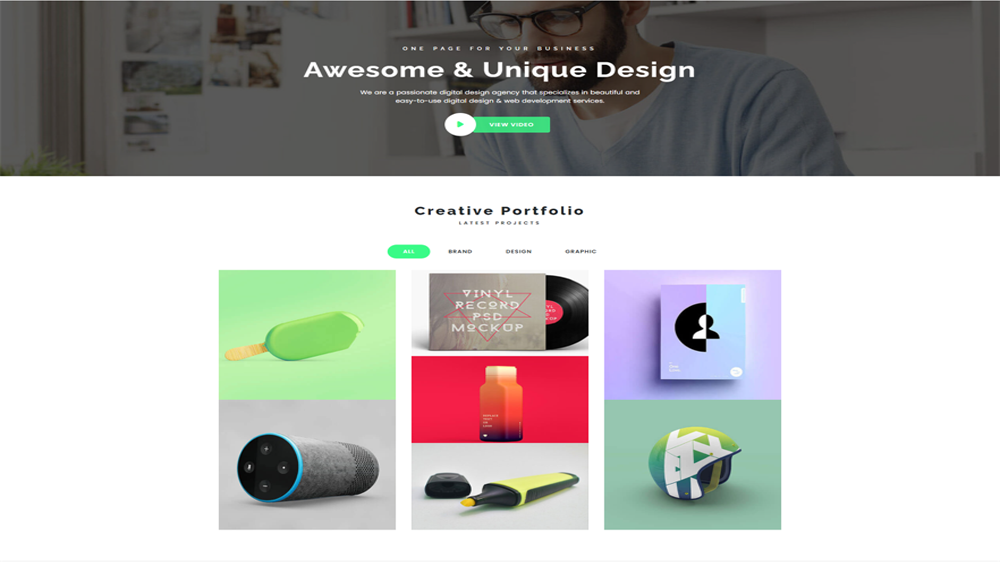 ONE PAGE FOR YOUR BUSINESS
Awesome & Unique Design
We are a passionate digital design agency that specializes in beautiful and
easy-to-use digital design & web development services.
VIEW VIDEO
Creative Portfolio
LATEST PROJECTS
ALL BRAND DESIGN GRAPHIC
VINYL
RECORD
PSD
MOCKUP